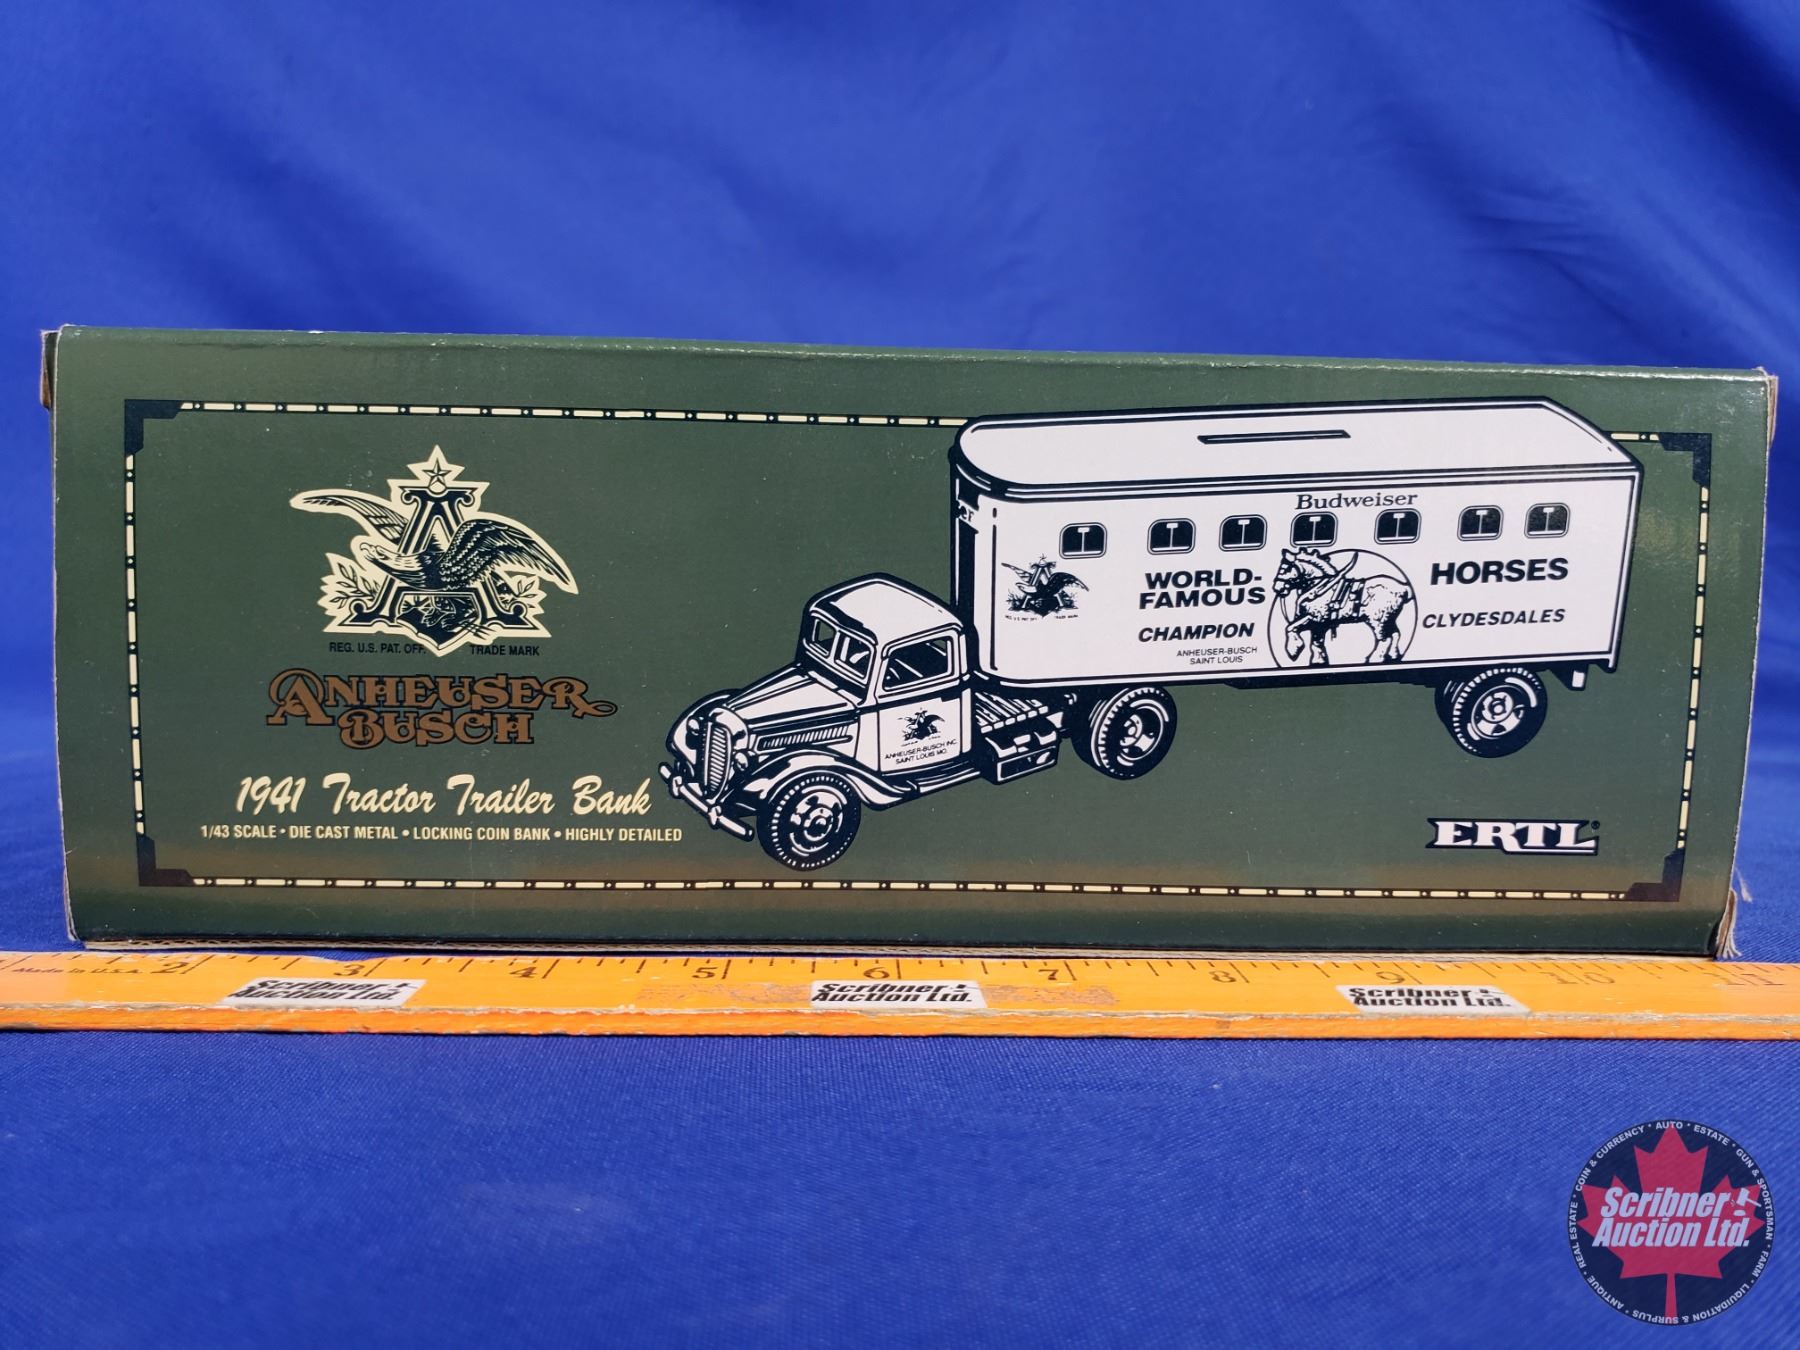 REG. U.S. PAT. OFF. TRADE MARK
ANHEUSER
BUSCH
1941 Tractor Trailer Bank
1/43 SCALE • DIE CAST METAL • LOCKING COIN BANK • HIGHLY DETAILED
Budweiser
WORLD-
FAMOUS
HORSES
CHAMPION
CLYDESDALES
ANHEUSER-BUSCH
SAINT LOUIS
ANHEUSER-BUSCH INC.
SAINT LOUIS MO.
ERTL®
Made in U.S.A. 2 3 4 5 6 7 8 9 10 11
Scribner
Auction Ltd.
Scribner
Auction Ltd.
Scribner
Auction Ltd.
ANTIQUE • REAL ESTATE • COIN & CURRENCY • AUTO • ESTATE • GUN & SPORTSMAN • FARM • LIQUIDATION & SURPLUS •
Scribner
Auction Ltd.